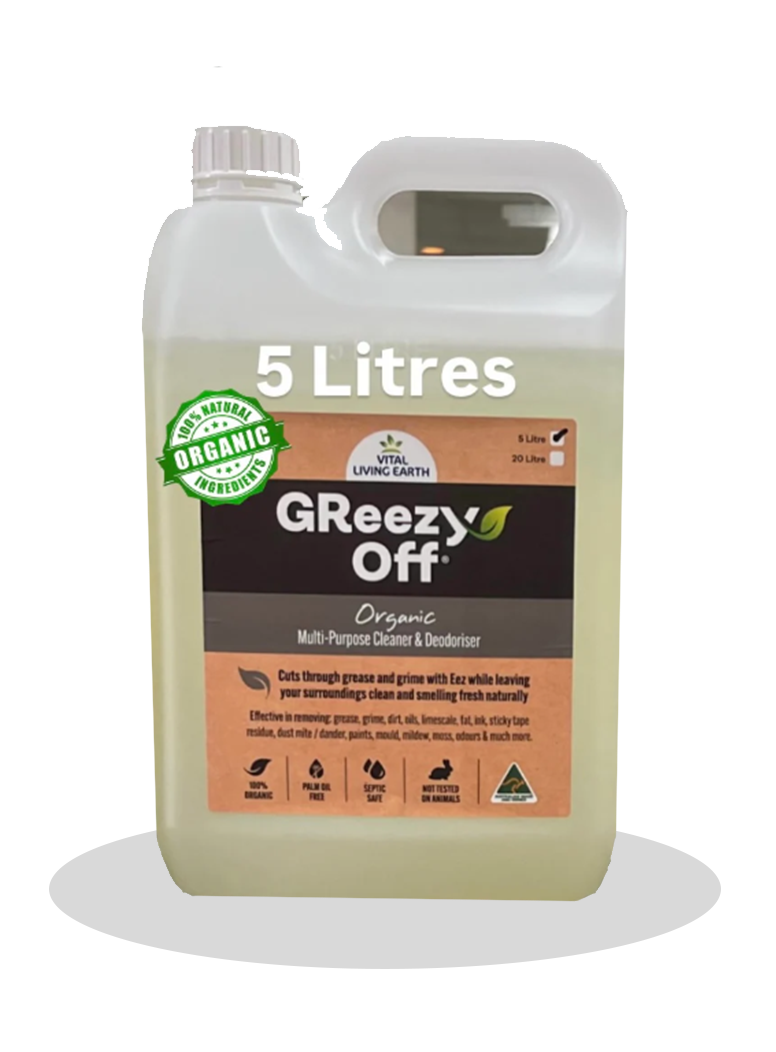 5 Litres
100% NATURAL
ORGANIC
INGREDIENTS
5 Litre
20 Litre
VITAL
LIVING EARTH
GReezy
Off®
Organic
Multi-Purpose Cleaner & Deodoriser
Cuts through grease and grime with Eez while leaving
your surroundings clean and smelling fresh naturally
Effective in removing: grease, grime, dirt, oils, limescale, fat, ink, sticky tape
residue, dust mite / dander, paints, mould, mildew, moss, odours & much more.
100%
ORGANIC
PALM OIL
FREE
SEPTIC
SAFE
NOT TESTED
ON ANIMALS